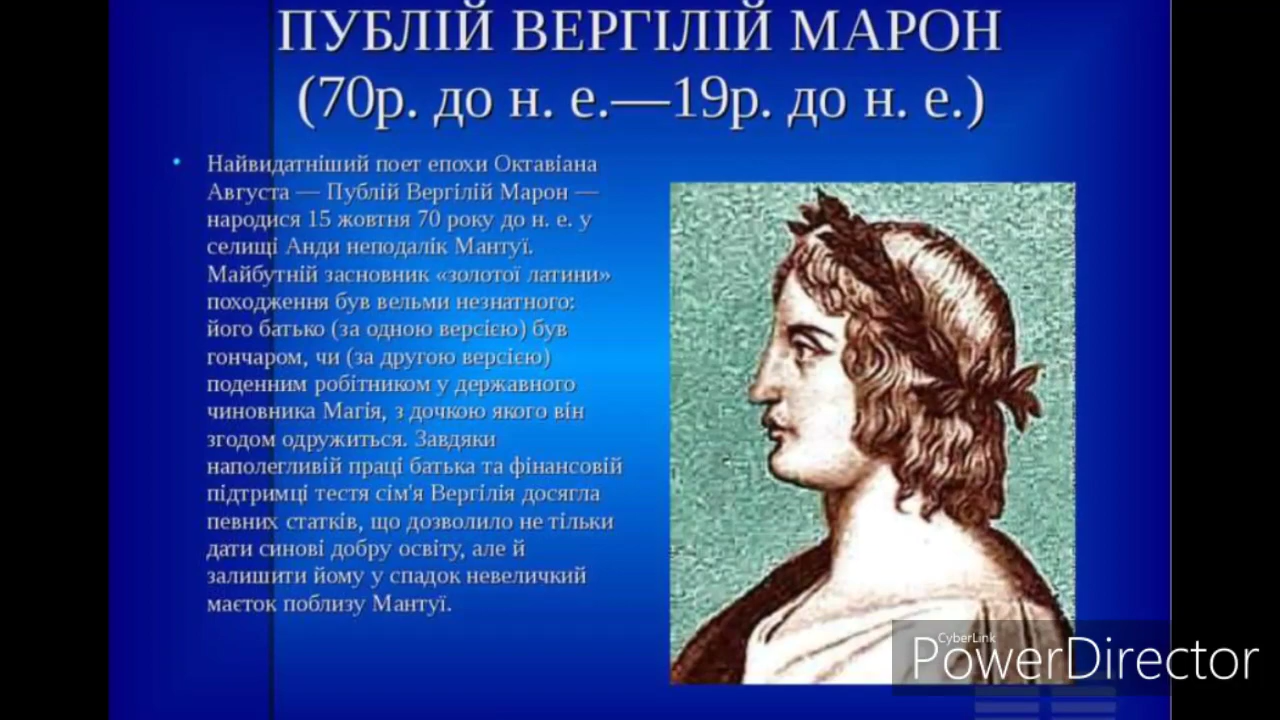 ПУБЛІЙ ВЕРГІЛІЙ МАРОН
(70р. до н. е.—19р. до н. е.)
Найвидатніший поет епохи Октавіана
Августа — Публій Вергілій Марон —
народися 15 жовтня 70 року до н. е. у
селищі Анди неподалік Мантуї.
Майбутній засновник «золотої латини»
походження був вельми незнатного:
його батько (за одною версією) був
гончаром, чи (за другою версією)
поденним робітником у державного
чиновника Магія, з дочкою якого він
згодом одружиться. Завдяки
наполегливій праці батька та фінансовій
підтримці тестя сім'я Вергілія досягла
певних статків, що дозволило не тільки
дати синові добру освіту, але й
залишити йому у спадок невеличкий
маєток поблизу Мантуї.
CyberLink
PowerDirector